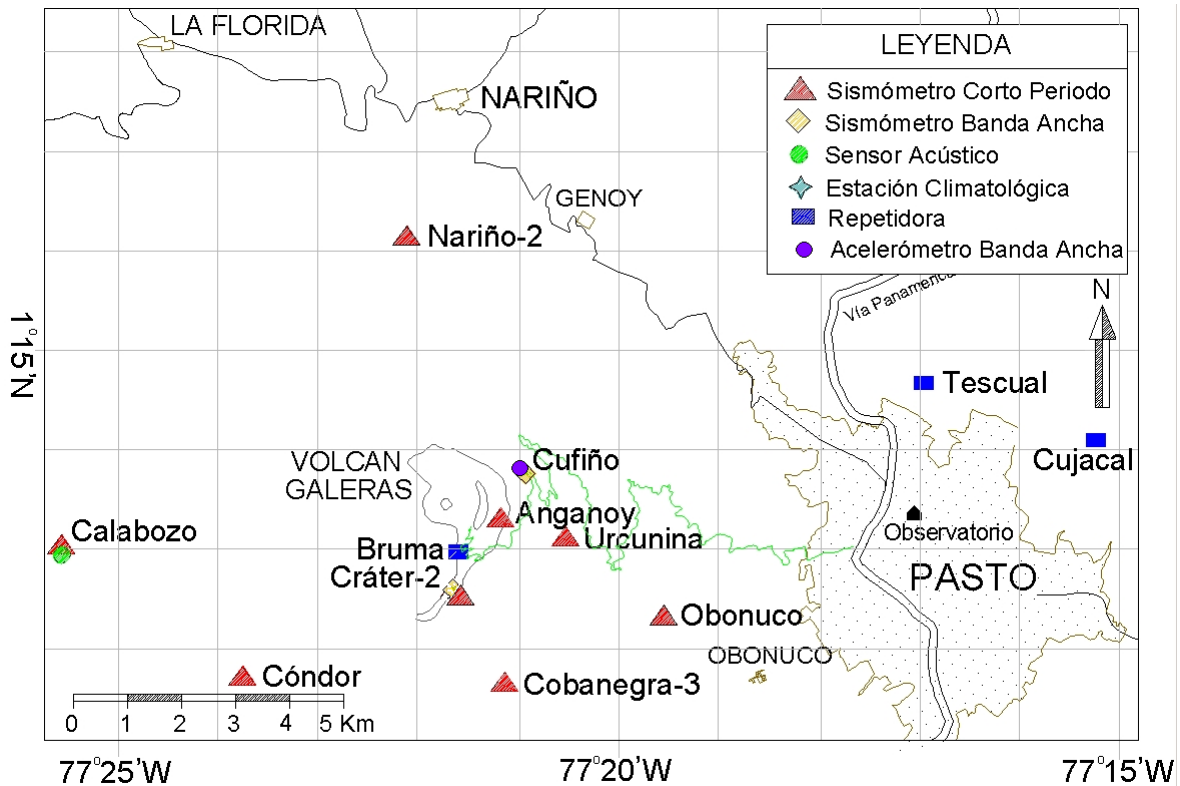 LA FLORIDA
LEYENDA
NARIÑO
Sismómetro Corto Periodo
Sismómetro Banda Ancha
Sensor Acústico
Estación Climatológica
Repetidora
Acelerómetro Banda Ancha
GENOY
Nariño-2
Vía Panamerica
N
1°15'N
Tescual
Cujacal
VOLCAN
GALERAS
Cufiño
Anganoy
Urcunina
Observatorio
Calabozo
Bruma
Cráter-2
PASTO
Obonuco
OBONUCO
Cóndor
Cobanegra-3
0 1 2 3 4 5 Km
77°25'W
77°20'W
77°15'W